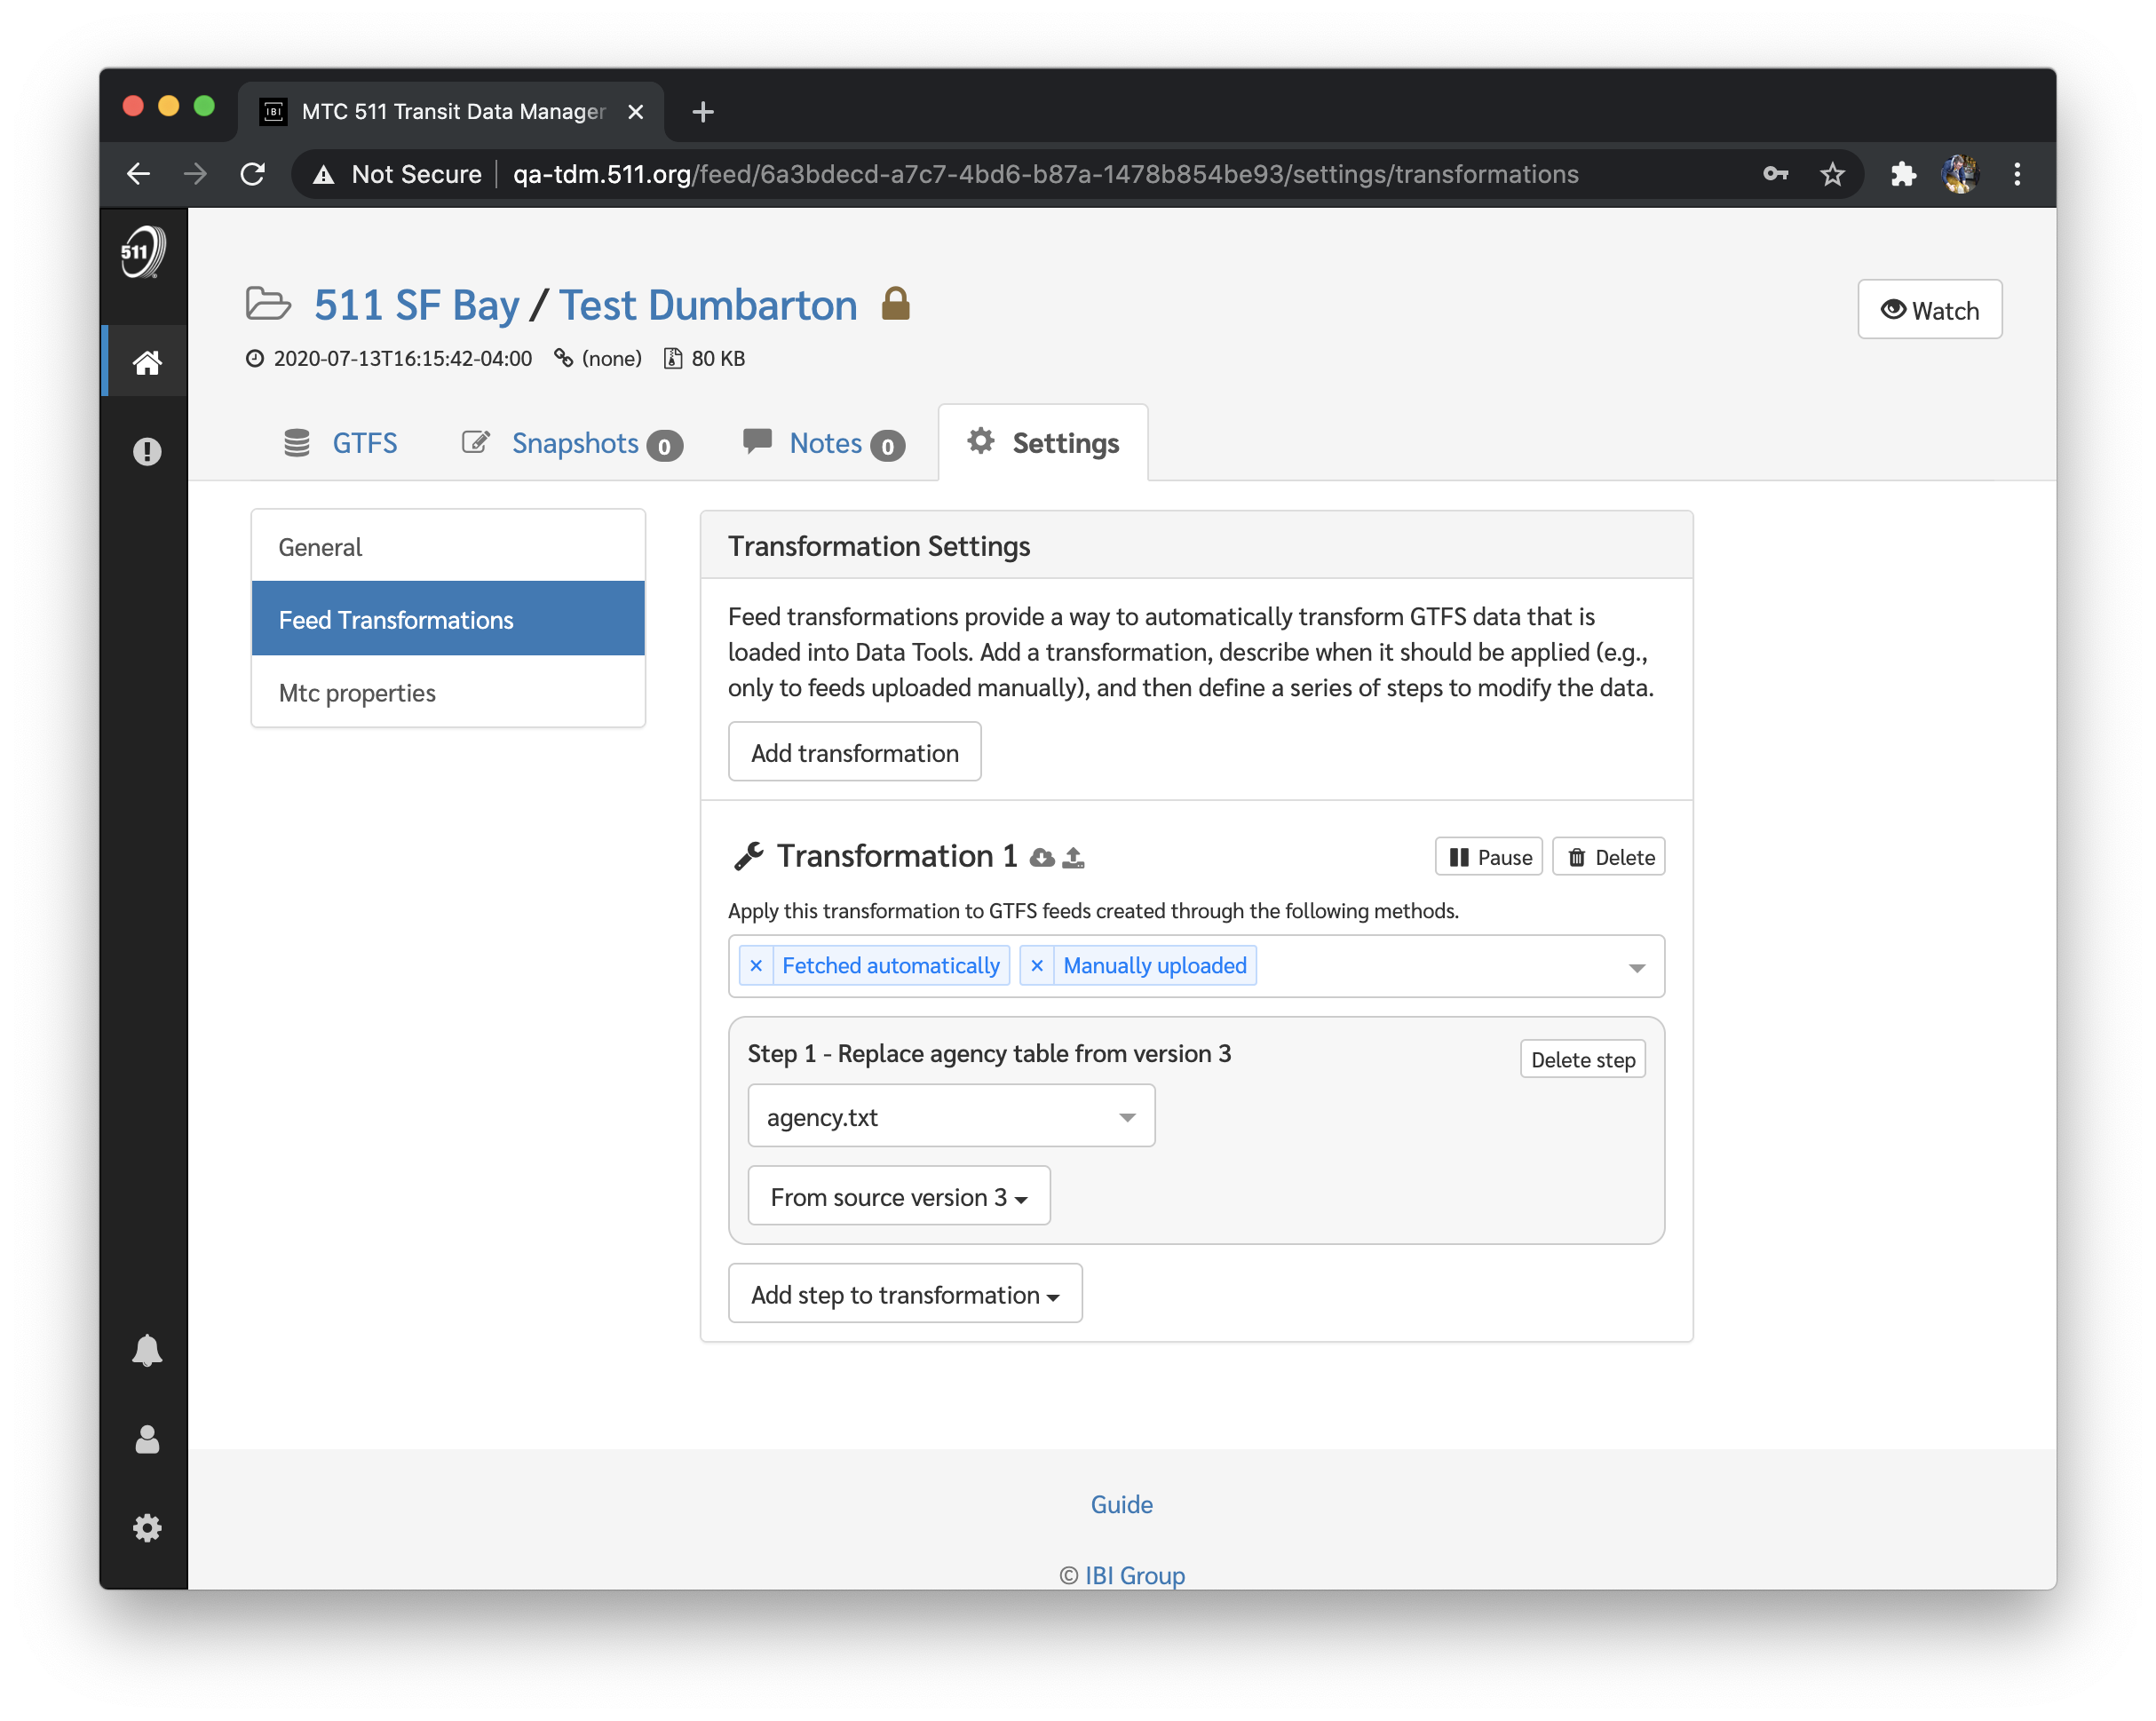 MTC 511 Transit Data Manager
Not Secure
qa-tdm.511.org/feed/6a3bdecd-a7c7-4bd6-b87a-1478b854be93/settings/transformations
511
511 SF Bay / Test Dumbarton
Watch
2020-07-13T16:15:42-04:00 (none) 80 KB
GTFS
Snapshots 0
Notes 0
Settings
General
Feed Transformations
Mtc properties
Transformation Settings
Feed transformations provide a way to automatically transform GTFS data that is
loaded into Data Tools. Add a transformation, describe when it should be applied (e.g.,
only to feeds uploaded manually), and then define a series of steps to modify the data.
Add transformation
Transformation 1
Pause
Delete
Apply this transformation to GTFS feeds created through the following methods.
× Fetched automatically × Manually uploaded
Step 1 - Replace agency table from version 3
Delete step
agency.txt
From source version 3
Add step to transformation
Guide
© IBI Group